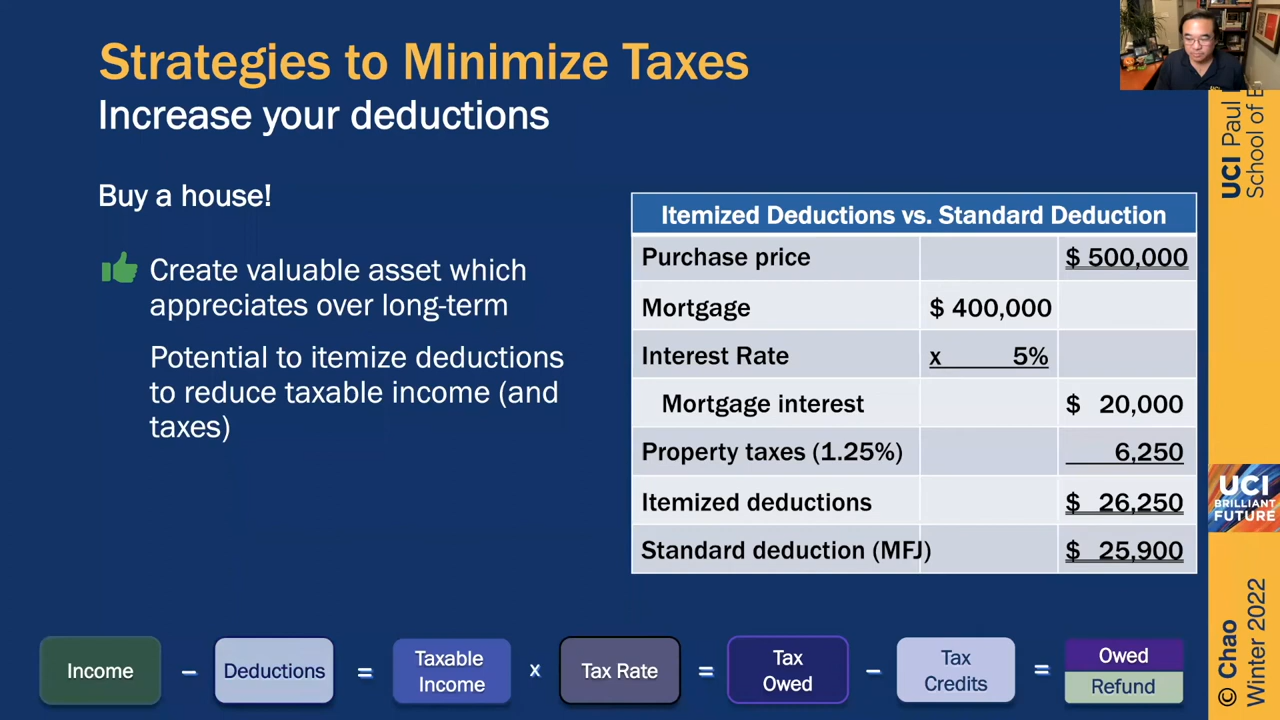 Strategies to Minimize Taxes
Increase your deductions
Buy a house!
Create valuable asset which
appreciates over long-term
Potential to itemize deductions
to reduce taxable income (and
taxes)
Itemized Deductions vs. Standard Deduction
Purchase price $ 500,000
Mortgage $ 400,000
Interest Rate x 5%
Mortgage interest $ 20,000
Property taxes (1.25%) 6,250
Itemized deductions $ 26,250
Standard deduction (MFJ) $ 25,900
Income – Deductions = Taxable Income x Tax Rate = Tax Owed – Tax Credits = Owed Refund
UCI Paul
School of
UCI
BRILLIANT
FUTURE
© Chao
Winter 2022